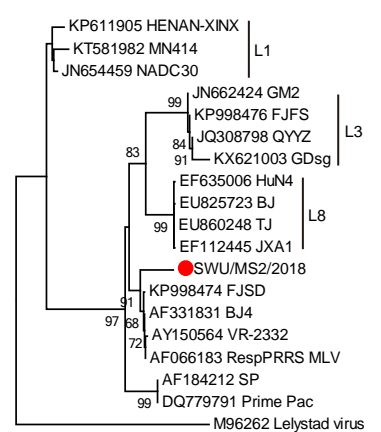 KP611905 HENAN-XINX
KT581982 MN414
L1
JN654459 NADC30
JN662424 GM2
99
KP998476 FJFS
L3
JQ308798 QYYZ
84
91
KX621003 GDsg
83
EF635006 HuN4
EU825723 BJ
L8
99
EU860248 TJ
EF112445 JXA1
SWU/MS2/2018
91
KP998474 FJSD
97
68
AF331831 BJ4
72
AY150564 VR-2332
AF066183 RespPRRS MLV
AF184212 SP
99
DQ779791 Prime Pac
M96262 Lelystad virus